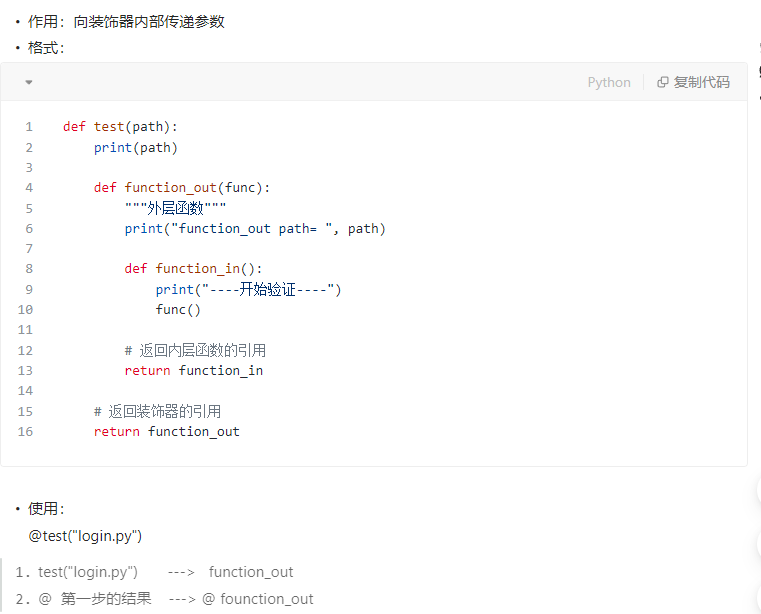 • 作用：向装饰器内部传递参数
• 格式：
Python 复制代码
1 def test(path):
2     print(path)
3
4     def function_out(func):
5         """外层函数"""
6         print("function_out path= ", path)
7
8         def function_in():
9             print("----开始验证----")
10             func()
11
12         # 返回内层函数的引用
13         return function_in
14
15     # 返回装饰器的引用
16     return function_out
• 使用：
@test("login.py")
1. test("login.py") ---> function_out
2. @ 第一步的结果 ---> @ founction_out